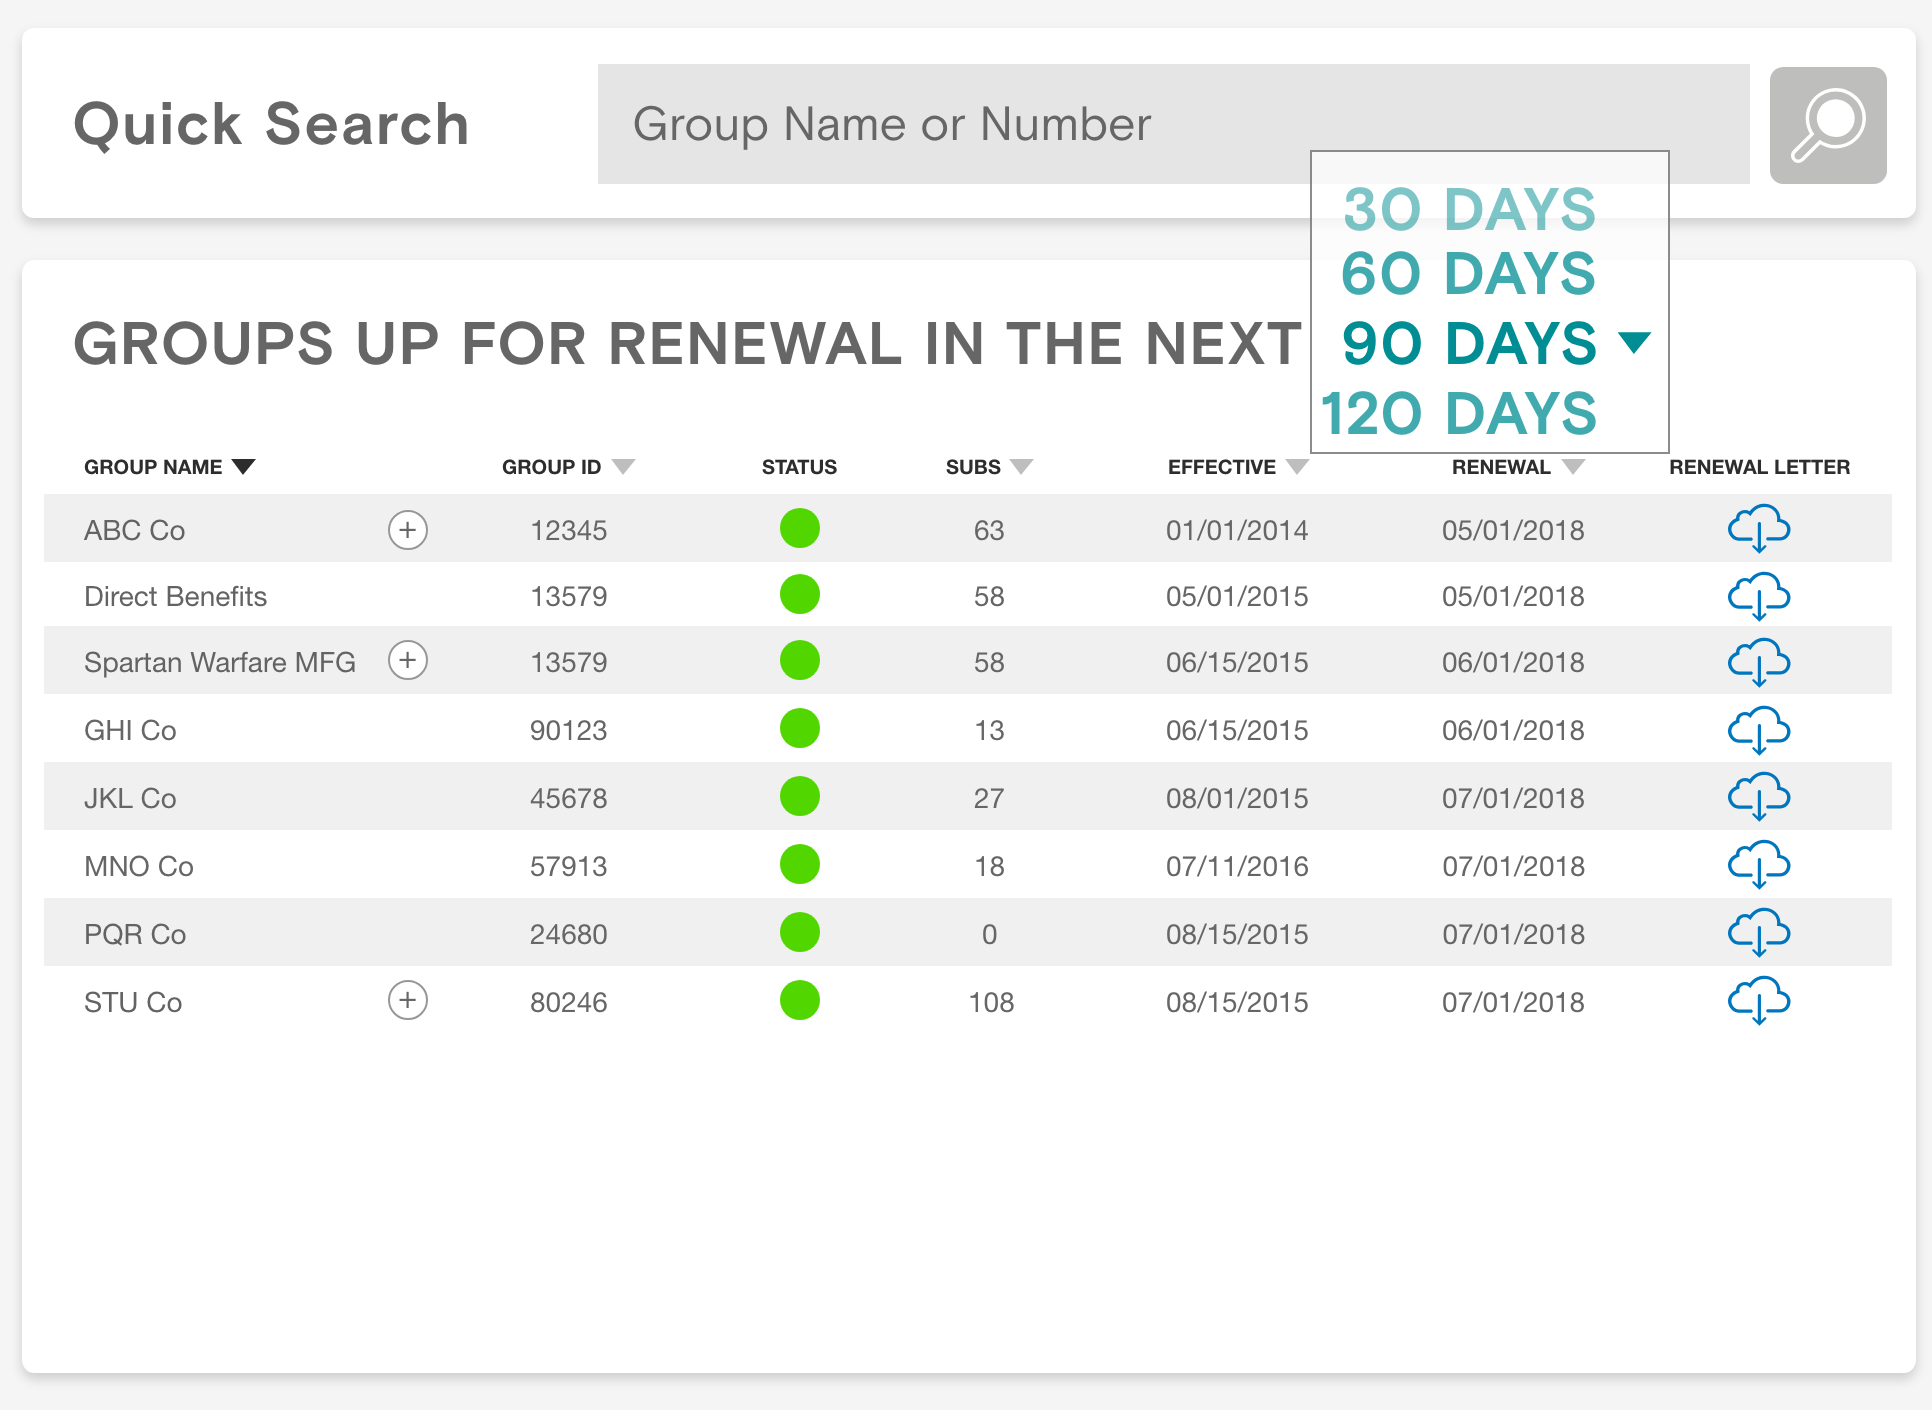 Quick Search
Group Name or Number
30 DAYS
60 DAYS
GROUPS UP FOR RENEWAL IN THE NEXT 90 DAYS
120 DAYS
GROUP NAME GROUP ID STATUS SUBS EFFECTIVE RENEWAL RENEWAL LETTER
ABC Co + 12345 63 01/01/2014 05/01/2018
Direct Benefits 13579 58 05/01/2015 05/01/2018
Spartan Warfare MFG + 13579 58 06/15/2015 06/01/2018
GHI Co 90123 13 06/15/2015 06/01/2018
JKL Co 45678 27 08/01/2015 07/01/2018
MNO Co 57913 18 07/11/2016 07/01/2018
PQR Co 24680 0 08/15/2015 07/01/2018
STU Co + 80246 108 08/15/2015 07/01/2018